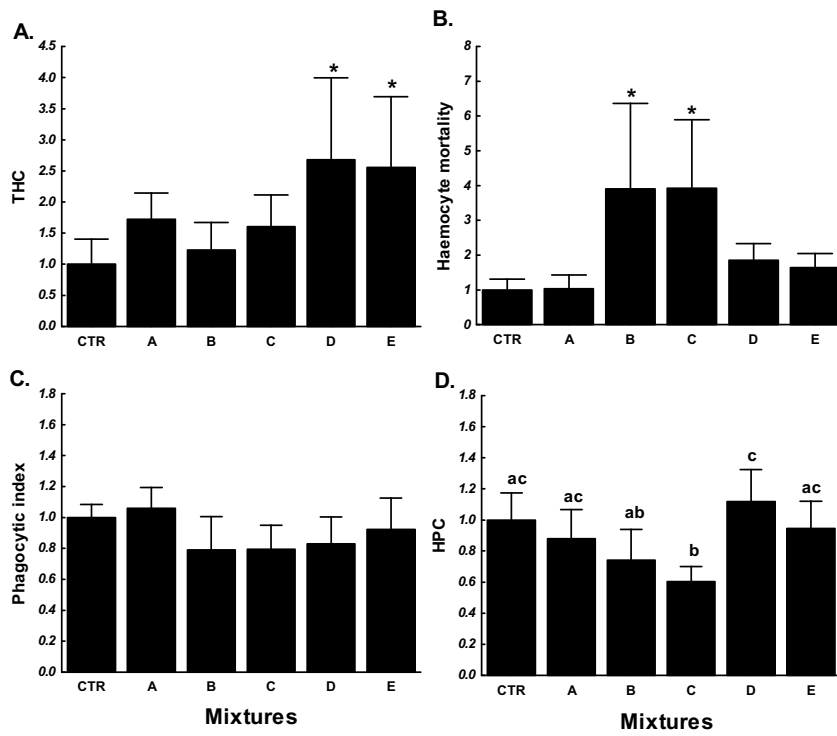 A.
4.5
4.0
3.5
3.0
2.5
2.0
1.5
1.0
0.5
0.0
THC
* *
CTR A B C D E
B.
8
7
6
5
4
3
2
1
0
Haemocyte mortality
* *
CTR A B C D E
C.
1.8
1.6
1.4
1.2
1.0
0.8
0.6
0.4
0.2
0.0
Phagocytic index
CTR A B C D E
Mixtures
D.
1.8
1.6
1.4
1.2
1.0
0.8
0.6
0.4
0.2
0.0
HPC
ac ac ab b c ac
CTR A B C D E
Mixtures